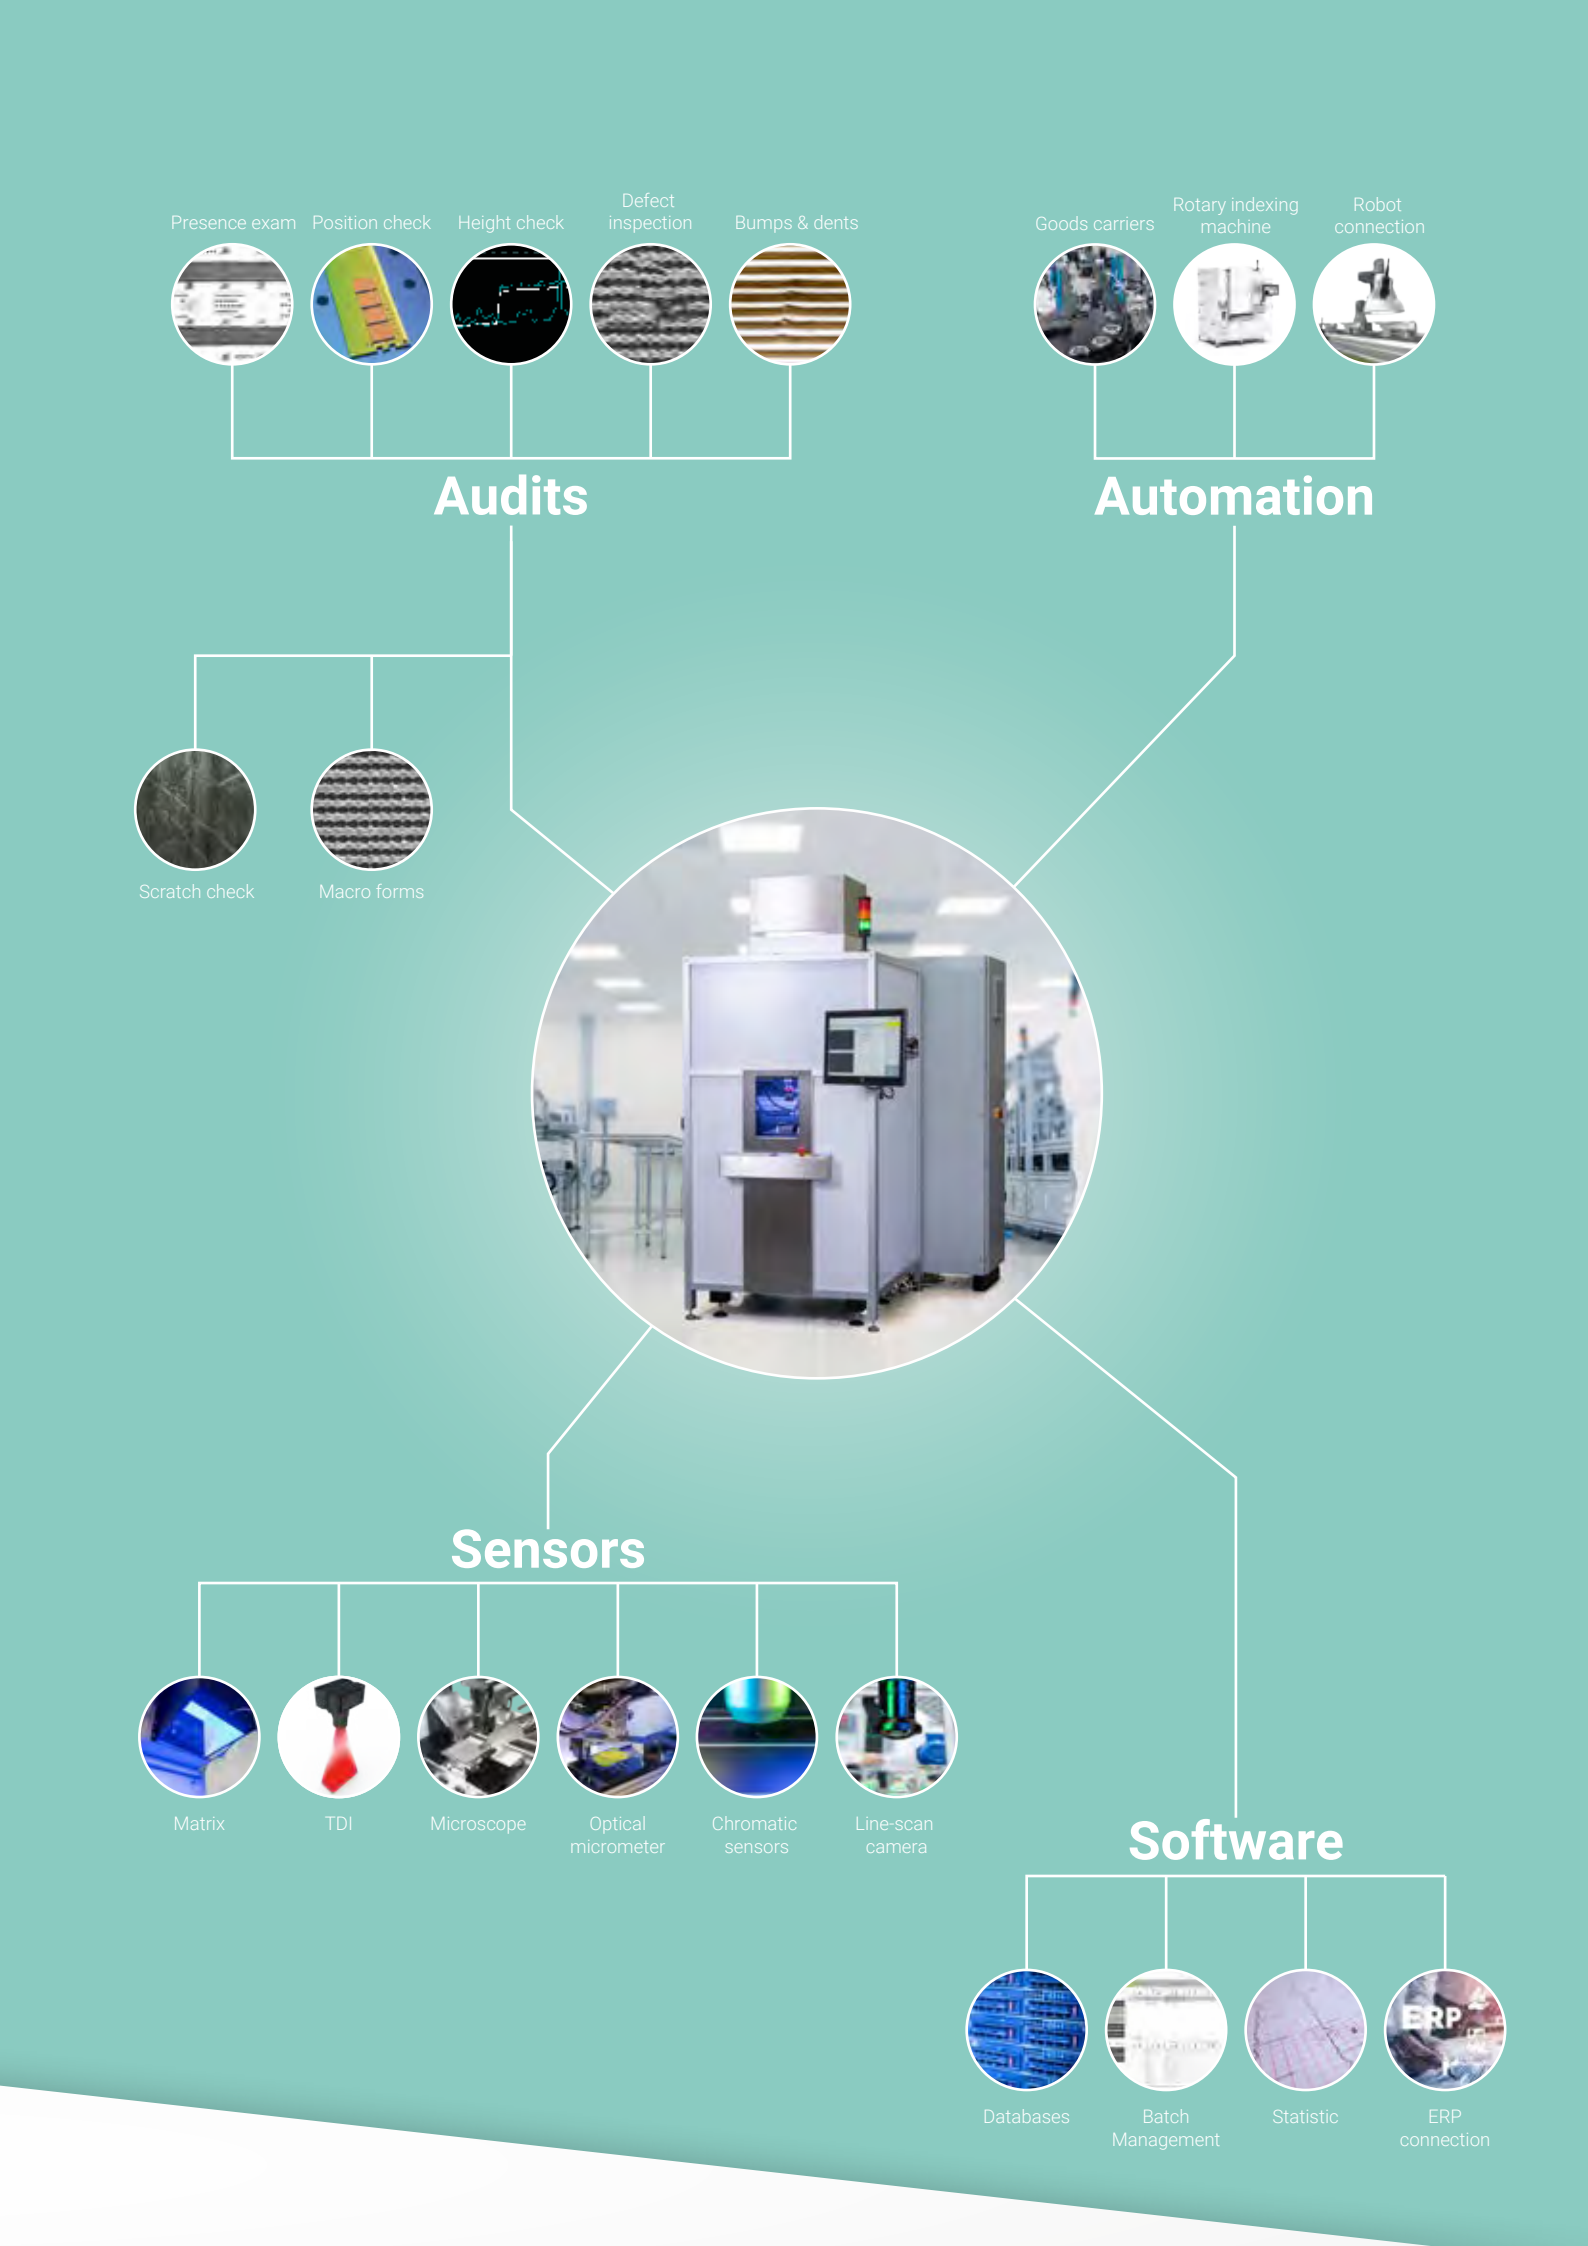 Presence exam
Position check
Height check
Defect
inspection
Bumps & dents
Goods carriers
Rotary indexing
machine
Robot
connection
Audits
Automation
Scratch check
Macro forms
Sensors
Matrix
TDI
Microscope
Optical
micrometer
Chromatic
sensors
Line-scan
camera
Software
ERP
Databases
Batch
Management
Statistic
ERP
connection